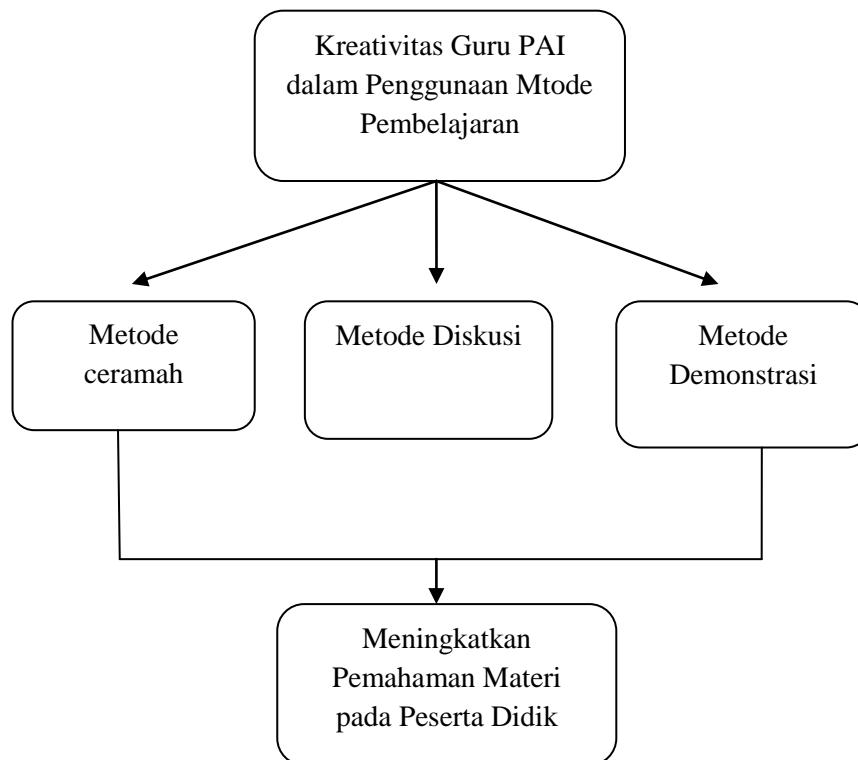 Kreativitas Guru PAI
dalam Penggunaan Mtode
Pembelajaran
Metode
ceramah
Metode Diskusi
Metode
Demonstrasi
Meningkatkan
Pemahaman Materi
pada Peserta Didik